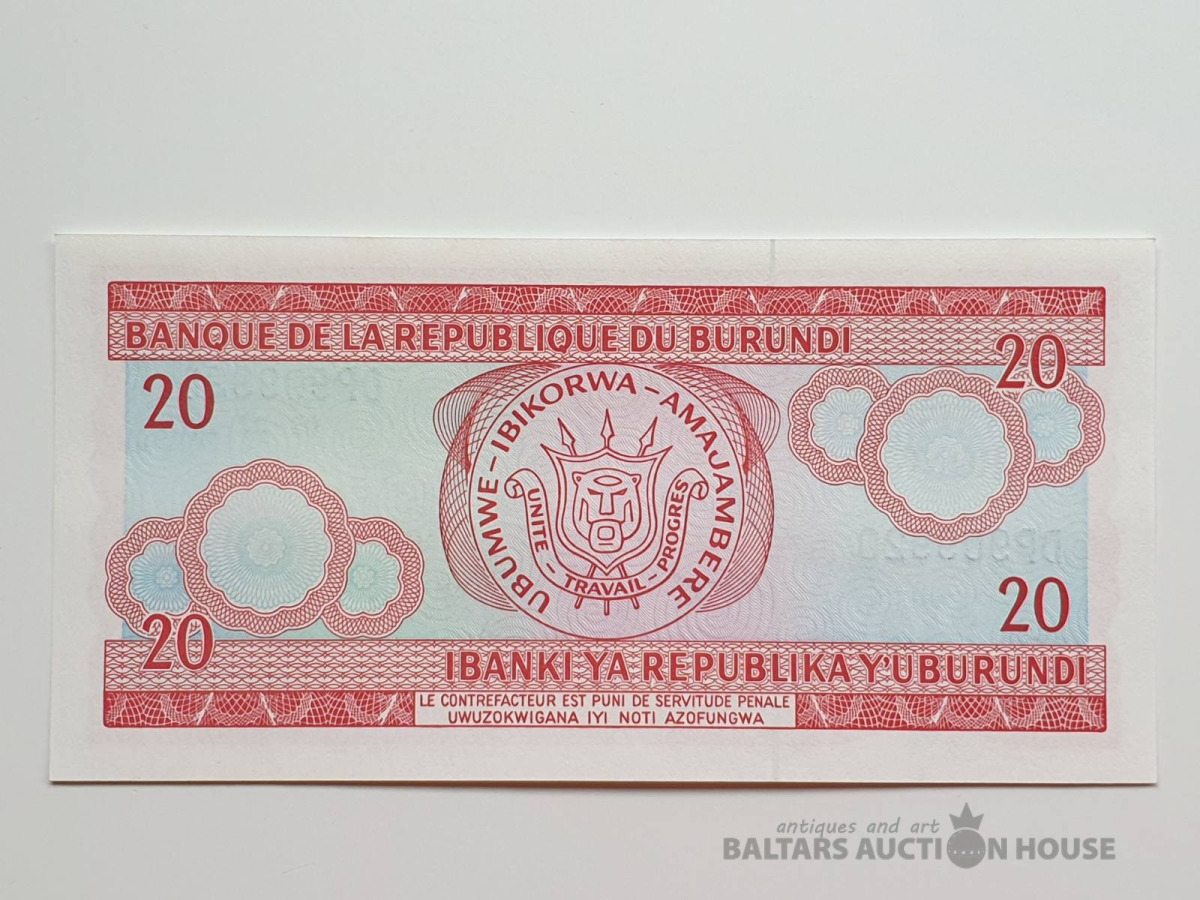 BANQUE DE LA REPUBLIQUE DU BURUNDI
20
20
UBUMWE-IBIKORWA-AMAJAMBERE
UNITE-TRAVAIL-PROGRES
20
20
IBANKI YA REPUBLIKA Y'UBURUNDI
LE CONTREFACTEUR EST PUNI DE SERVITUDE PENALE
UWUZOKWIGANA IYI NOTI AZOFUNGWA
antiques and art
BALTARS AUCTION HOUSE